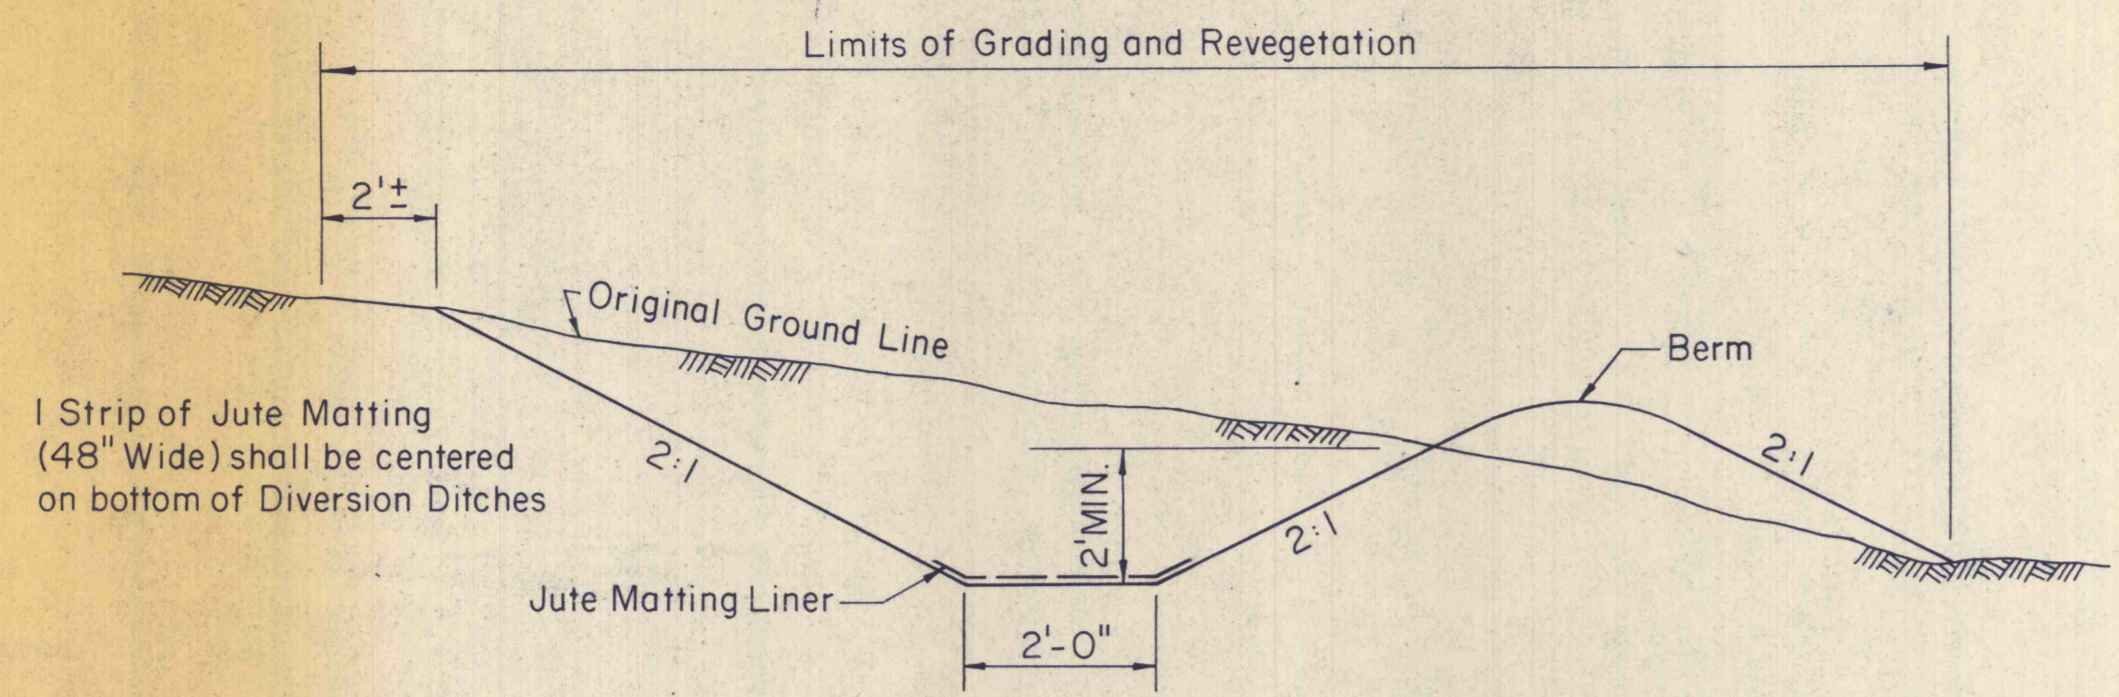 Limits of Grading and Revegetation
2'±
Original Ground Line
Berm
1 Strip of Jute Matting
(48" Wide) shall be centered
on bottom of Diversion Ditches
2:1
2' MIN.
2:1
2:1
Jute Matting Liner
2'-0"